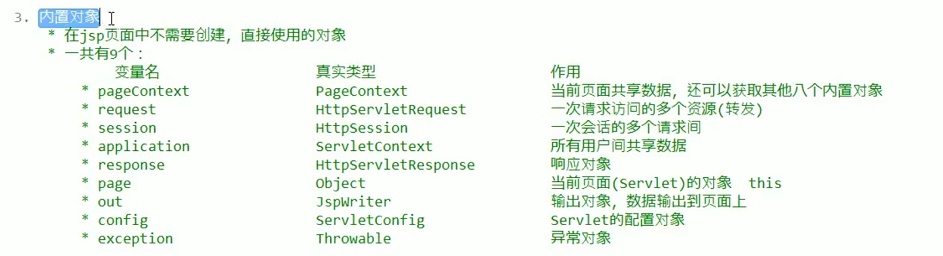 3. 内置对象
* 在jsp页面中不需要创建，直接使用的对象
* 一共有9个：
变量名 真实类型 作用
* pageContext PageContext 当前页面共享数据，还可以获取其他八个内置对象
* request HttpServletRequest 一次请求访问的多个资源(转发)
* session HttpSession 一次会话的多个请求间
* application ServletContext 所有用户间共享数据
* response HttpServletResponse 响应对象
* page Object 当前页面(Servlet)的对象 this
* out JspWriter 输出对象，数据输出到页面上
* config ServletConfig Servlet的配置对象
* exception Throwable 异常对象